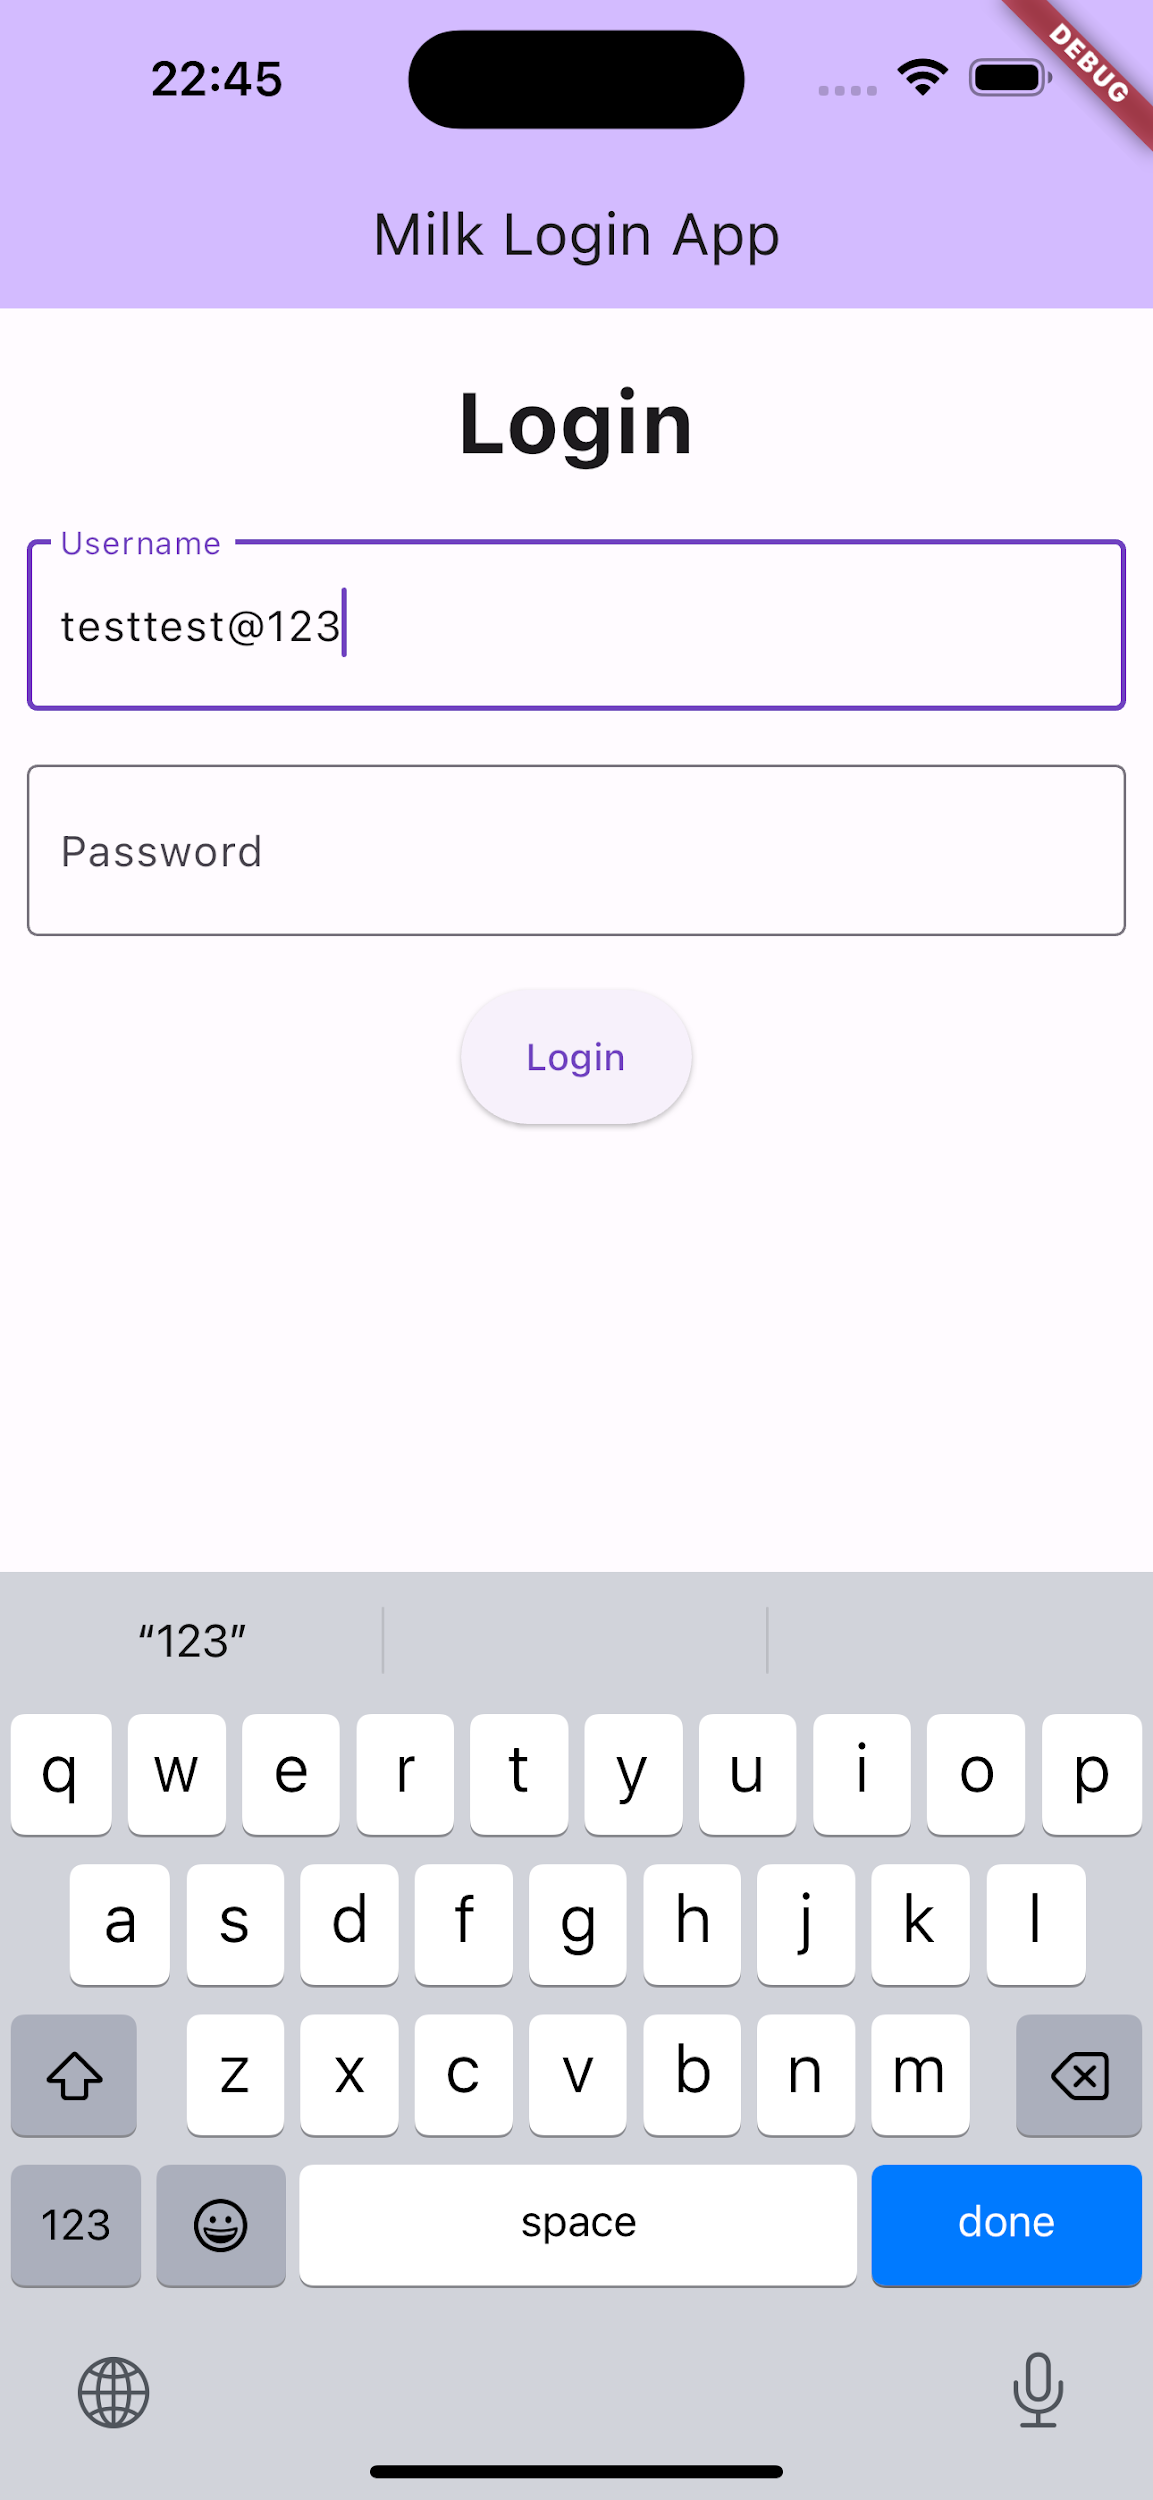 22:45
DEBUG
Milk Login App
Login
Username
testtest@123
Password
Login
“123”
q w e r t y u i o p
a s d f g h j k l
z x c v b n m
123 space done